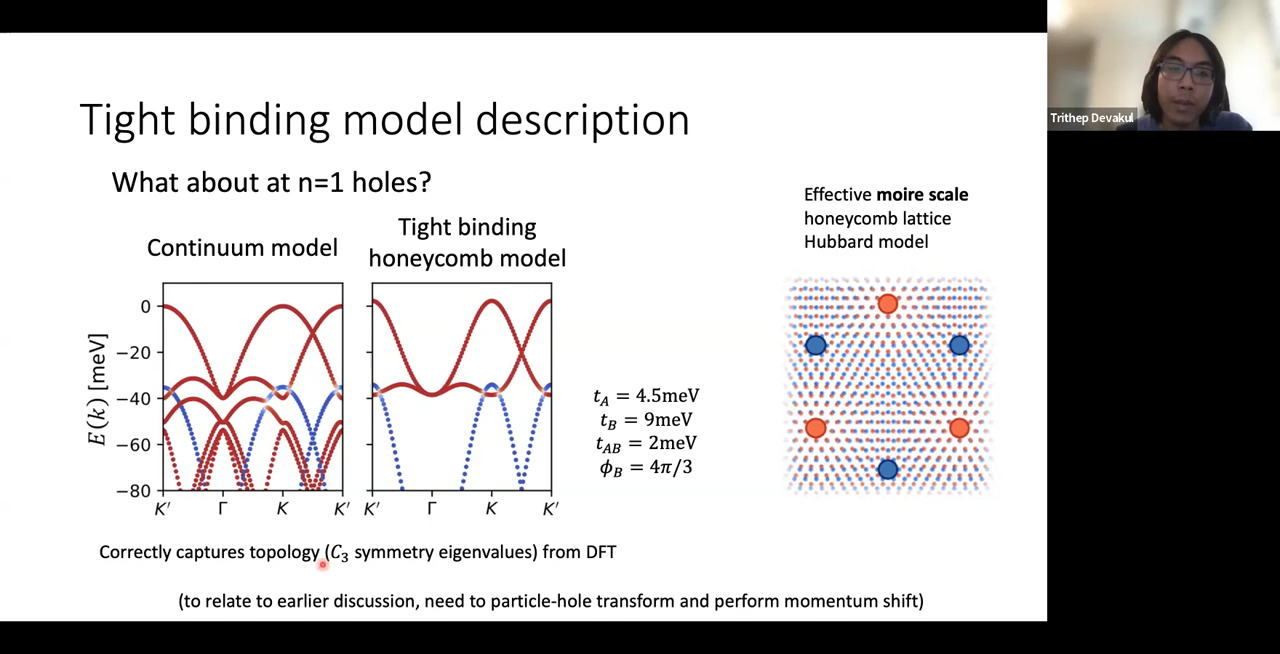 Tight binding model description
What about at n=1 holes?
Continuum model
Tight binding
honeycomb model
E(k) [meV]
0
−20
−40
−60
−80
K′ Γ K K′
K′ Γ K K′
t_A = 4.5meV
t_B = 9meV
t_AB = 2meV
ϕ_B = 4π/3
Effective moire scale
honeycomb lattice
Hubbard model
Correctly captures topology (C₃ symmetry eigenvalues) from DFT
(to relate to earlier discussion, need to particle-hole transform and perform momentum shift)
Trithep Devakul